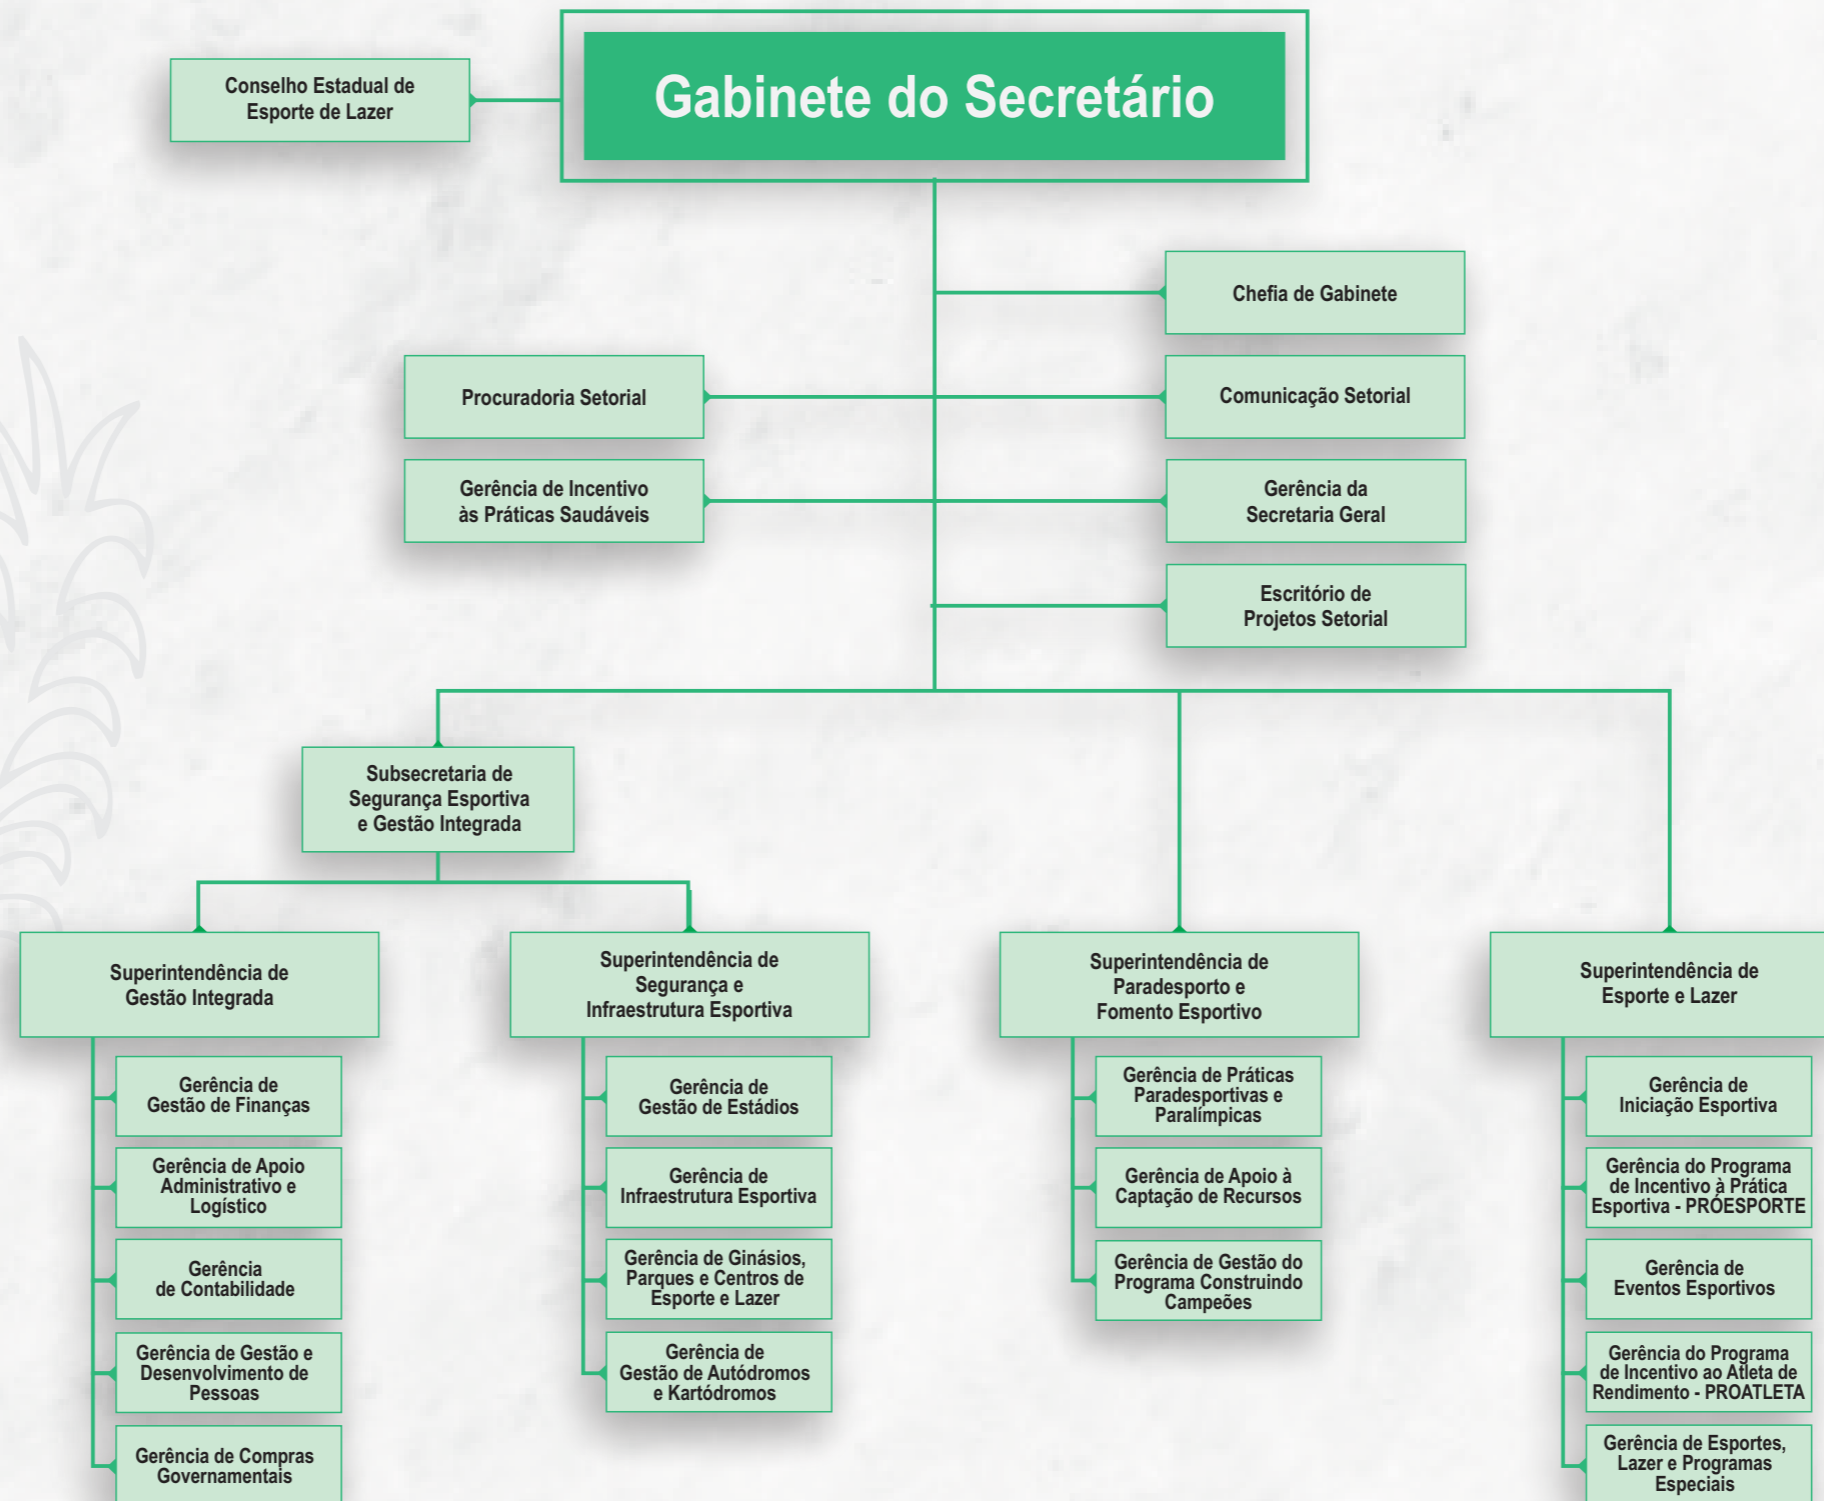 Gabinete do Secretário
Conselho Estadual de
Esporte de Lazer
Chefia de Gabinete
Procuradoria Setorial
Comunicação Setorial
Gerência de Incentivo
às Práticas Saudáveis
Gerência da
Secretaria Geral
Escritório de
Projetos Setorial
Subsecretaria de
Segurança Esportiva
e Gestão Integrada
Superintendência de
Gestão Integrada
Gerência de
Gestão de Finanças
Gerência de Apoio
Administrativo e
Logístico
Gerência
de Contabilidade
Gerência de Gestão e
Desenvolvimento de
Pessoas
Gerência de Compras
Governamentais
Superintendência de
Segurança e
Infraestrutura Esportiva
Gerência de
Gestão de Estádios
Gerência de
Infraestrutura Esportiva
Gerência de Ginásios,
Parques e Centros de
Esporte e Lazer
Gerência de
Gestão de Autódromos
e Kartódromos
Superintendência de
Paradesporto e
Fomento Esportivo
Gerência de Práticas
Paradesportivas e
Paralímpicas
Gerência de Apoio à
Captação de Recursos
Gerência de Gestão do
Programa Construindo
Campeões
Superintendência de
Esporte e Lazer
Gerência de
Iniciação Esportiva
Gerência do Programa
de Incentivo à Prática
Esportiva - PRÓESPORTE
Gerência de
Eventos Esportivos
Gerência do Programa
de Incentivo ao Atleta de
Rendimento - PROATLETA
Gerência de Esportes,
Lazer e Programas
Especiais